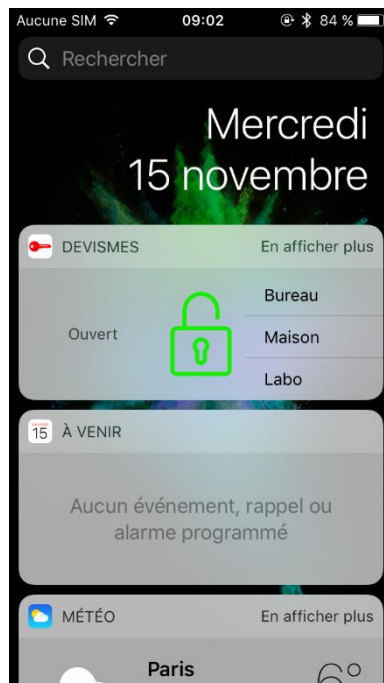 Aucune SIM 09:02 84 %
Rechercher
Mercredi
15 novembre
DEVISMES En afficher plus
Bureau
Ouvert Maison
Labo
15 À VENIR
Aucun événement, rappel ou
alarme programmé
MÉTÉO En afficher plus
Paris